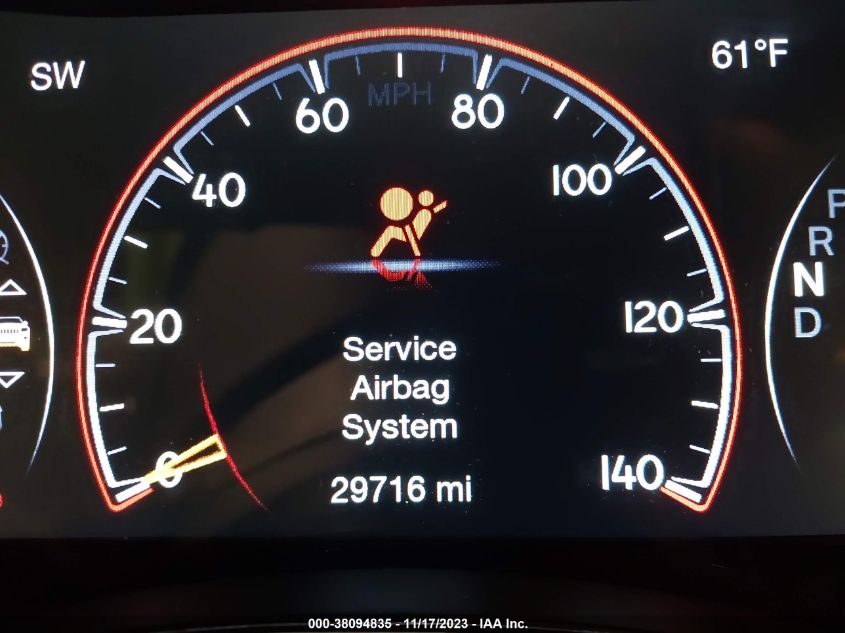 SW
61°F
MPH
60
80
40
100
20
120
0
140
P
R
N
D
Service
Airbag
System
29716 mi
000-38094835 - 11/17/2023 - IAA Inc.